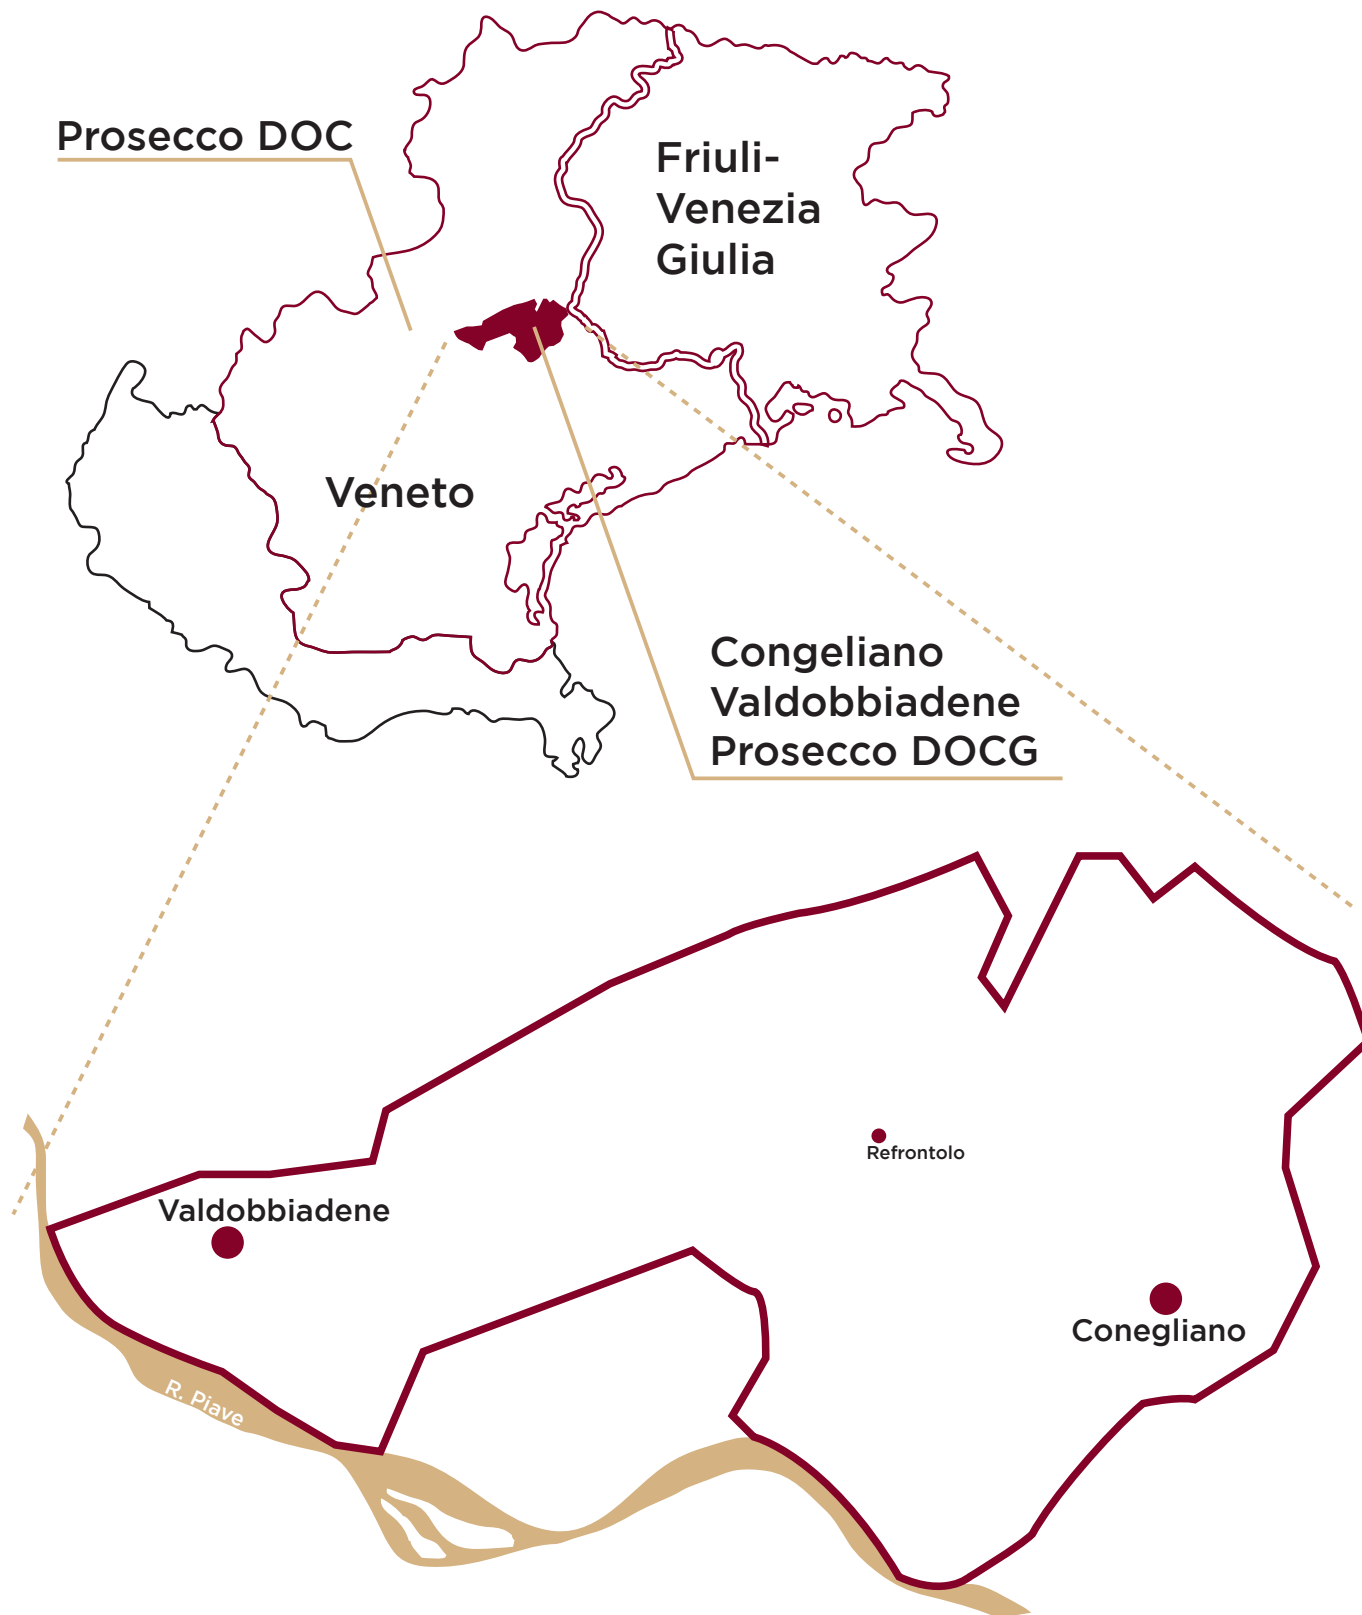 Prosecco DOC
Friuli-
Venezia
Giulia
Veneto
Congeliano
Valdobbiadene
Prosecco DOCG
Refrontolo
Valdobbiadene
Conegliano
R. Piave